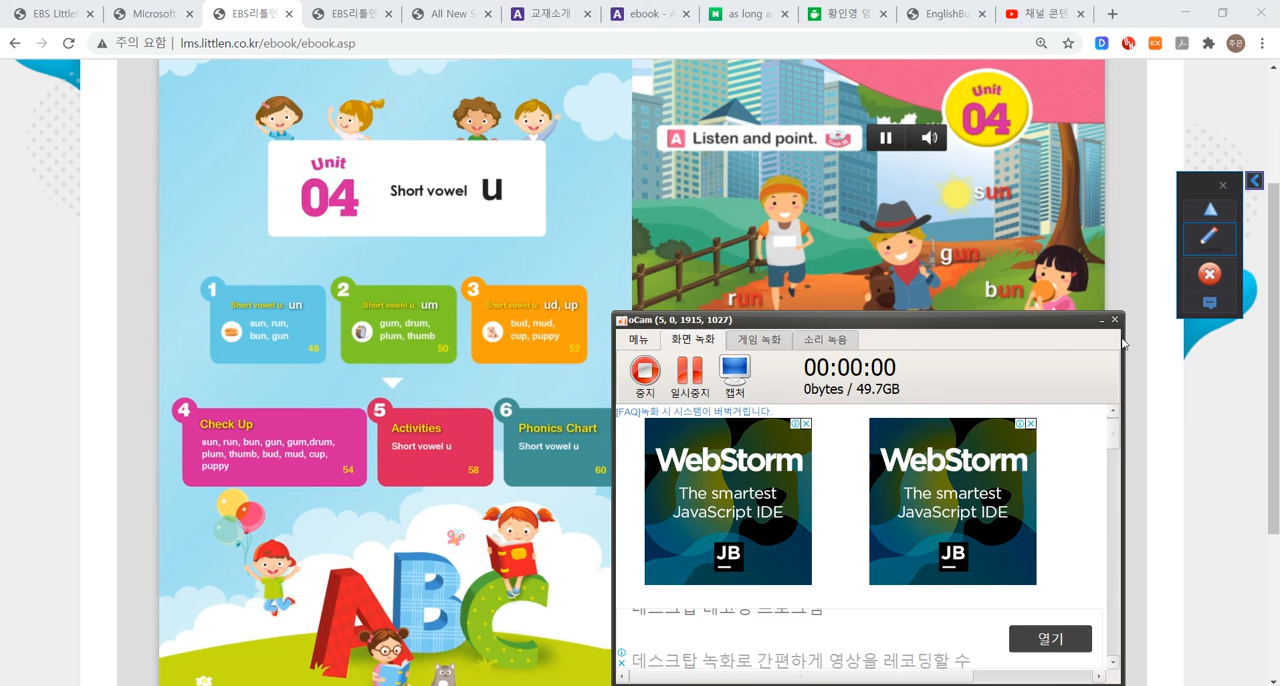 EBS Little
Microsoft
EBS리틀엔
EBS리틀엔
All New S
교재소개
ebook - A
as long a
황인영 영
EnglishBu
채널 콘텐
주의 요함
lms.littlen.co.kr/ebook/ebook.asp
주은
Unit
04
Short vowel u
1
Short vowel u: un
sun, run,
bun, gun
48
2
Short vowel u: um
gum, drum,
plum, thumb
50
3
Short vowel u: ud, up
bud, mud,
cup, puppy
52
4
Check Up
sun, run, bun, gun, gum,drum,
plum, thumb, bud, mud, cup,
puppy
54
5
Activities
Short vowel u
58
6
Phonics Chart
Short vowel u
60
ABC
A Listen and point.
Unit
04
sun
gun
run
bun
oCam (5, 0, 1915, 1027)
메뉴
화면 녹화
게임 녹화
소리 녹음
중지
일시중지
캡처
00:00:00
0bytes / 49.7GB
[FAQ]녹화 시 시스템이 버벅거립니다.
WebStorm
The smartest
JavaScript IDE
JB
WebStorm
The smartest
JavaScript IDE
JB
열기
데스크탑 녹화로 간편하게 영상을 레코딩할 수